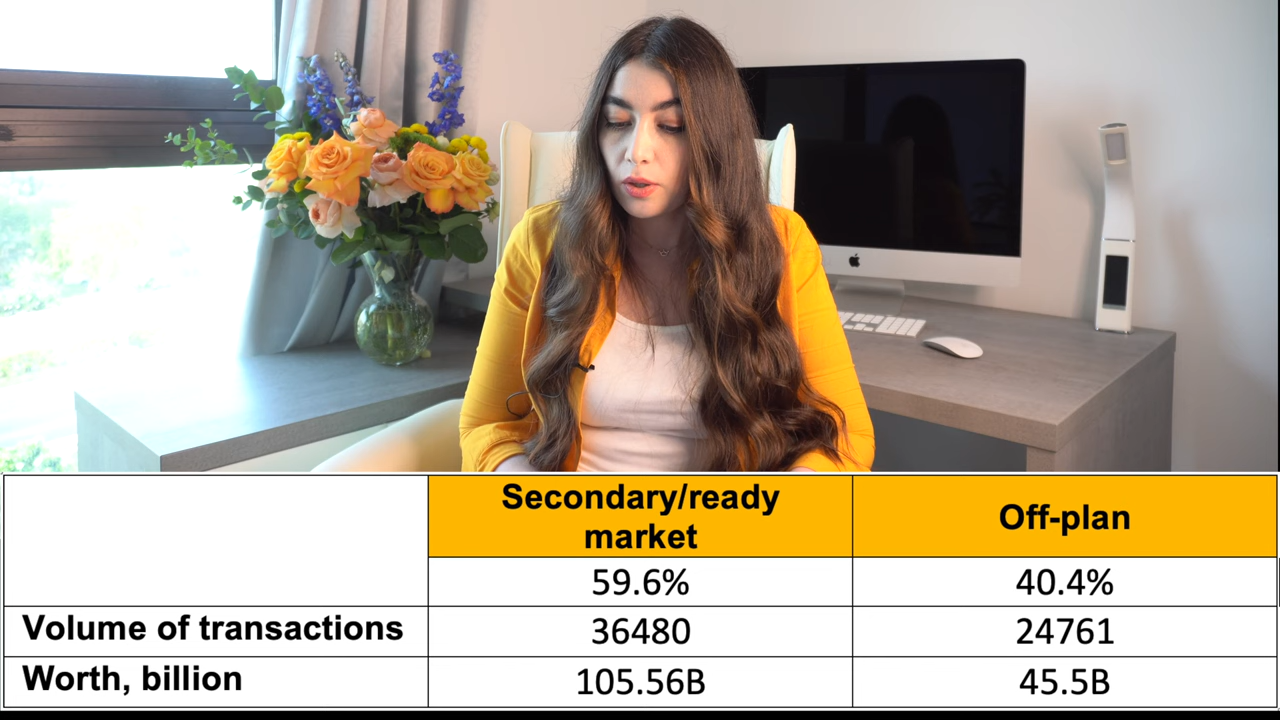 Secondary/ready
market
Off-plan
59.6%
40.4%
Volume of transactions
36480
24761
Worth, billion
105.56B
45.5B